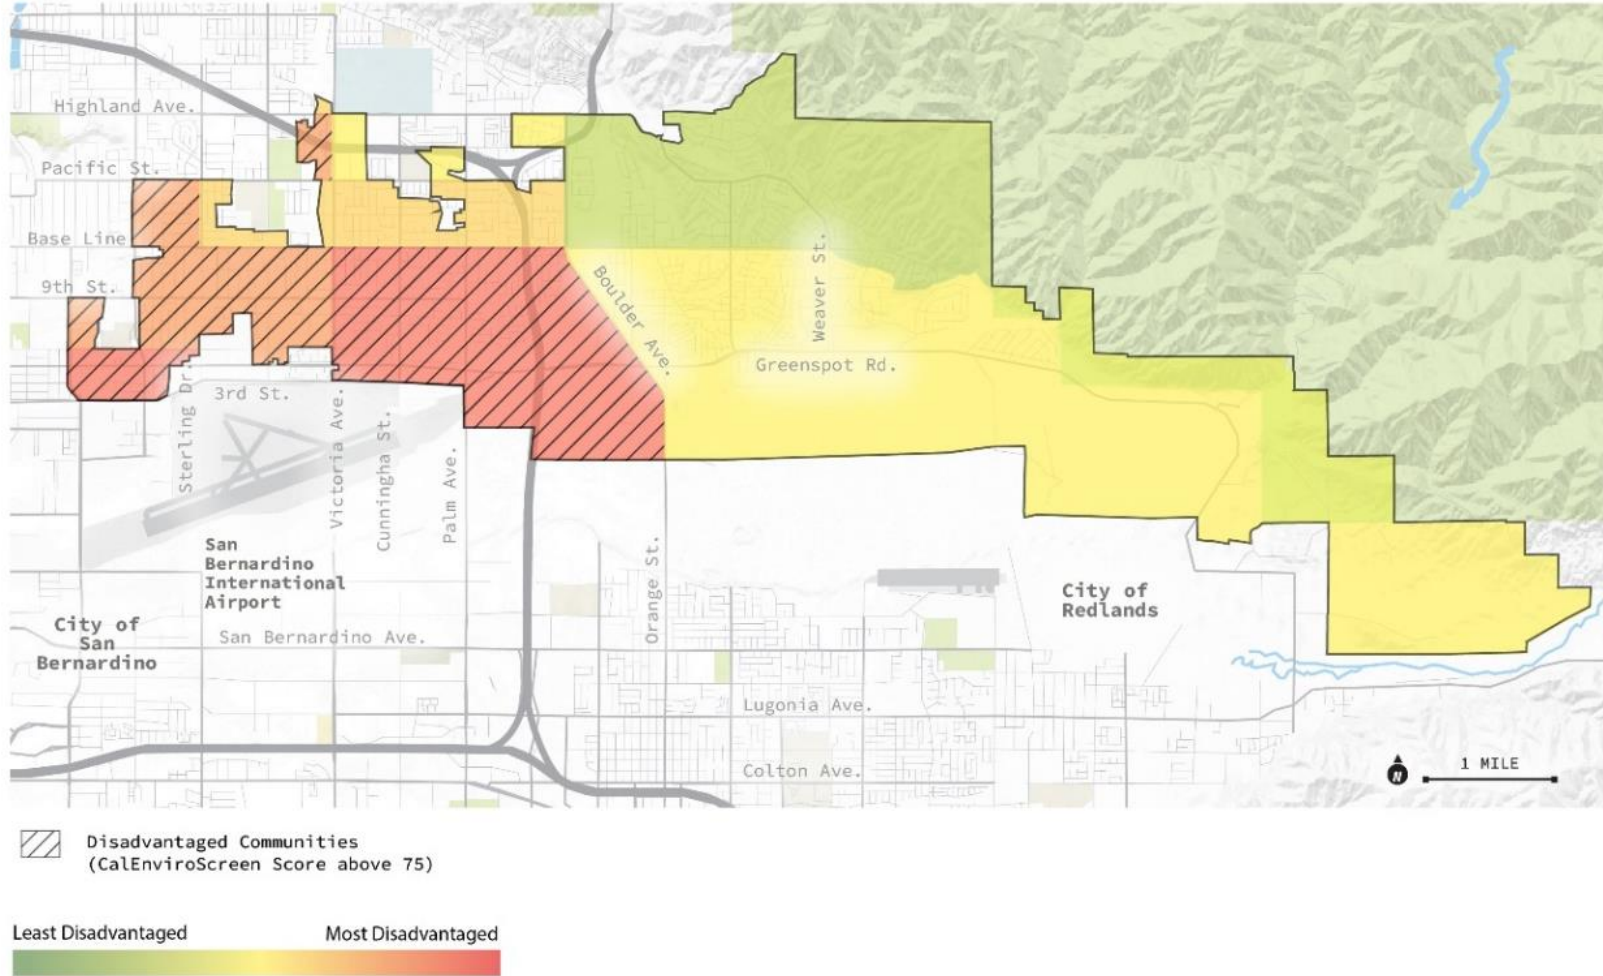 Highland Ave.
Pacific St.
Base Line
9th St.
Boulder Ave.
Weaver St.
Greenspot Rd.
3rd St.
Sterling Dr.
Victoria Ave.
Cunningha St.
Palm Ave.
Orange St.
San
Bernardino
International
Airport
City of
San
Bernardino
San Bernardino Ave.
City of
Redlands
Lugonia Ave.
Colton Ave.
N
1 MILE
Disadvantaged Communities
(CalEnviroScreen Score above 75)
Least Disadvantaged
Most Disadvantaged